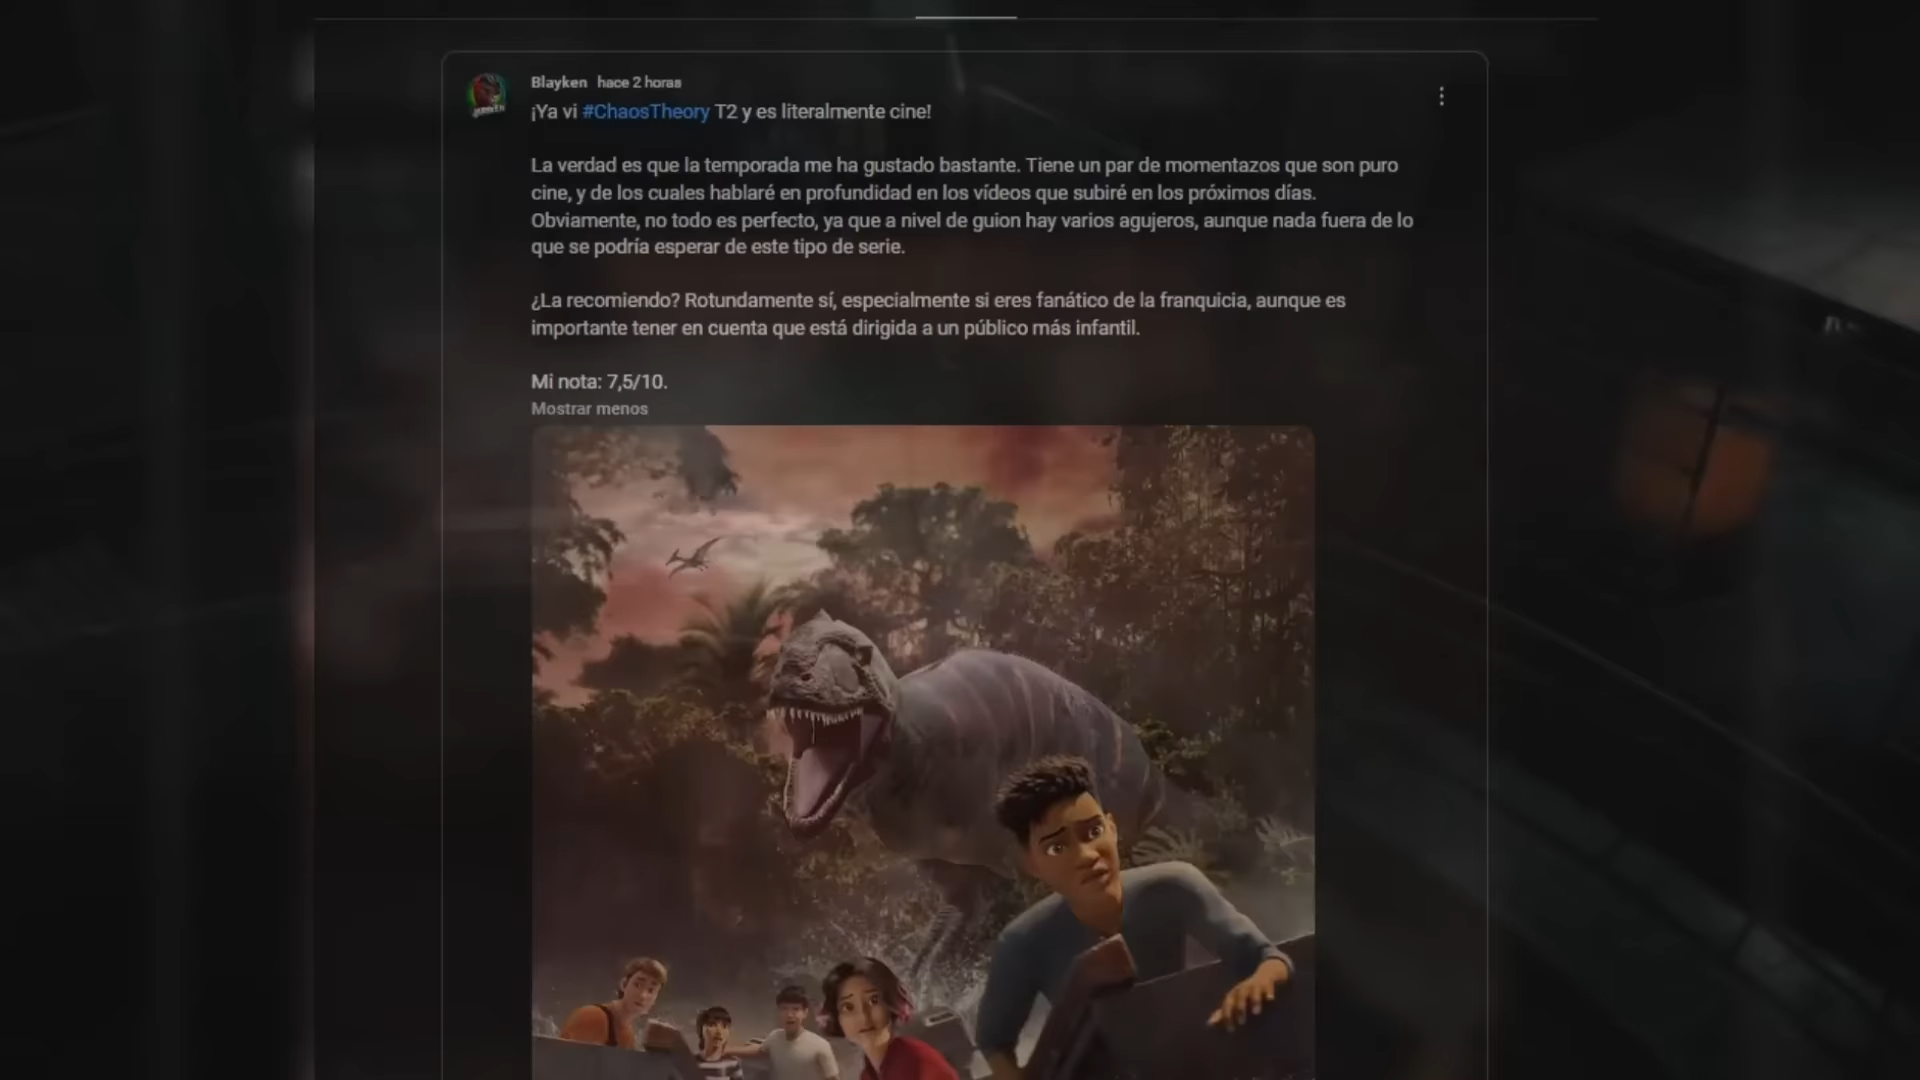 Blayken hace 2 horas
¡Ya vi #ChaosTheory T2 y es literalmente cine!
La verdad es que la temporada me ha gustado bastante. Tiene un par de momentazos que son puro
cine, y de los cuales hablaré en profundidad en los vídeos que subiré en los próximos días.
Obviamente, no todo es perfecto, ya que a nivel de guion hay varios agujeros, aunque nada fuera de lo
que se podría esperar de este tipo de serie.
¿La recomiendo? Rotundamente sí, especialmente si eres fanático de la franquicia, aunque es
importante tener en cuenta que está dirigida a un público más infantil.
Mi nota: 7,5/10.
Mostrar menos